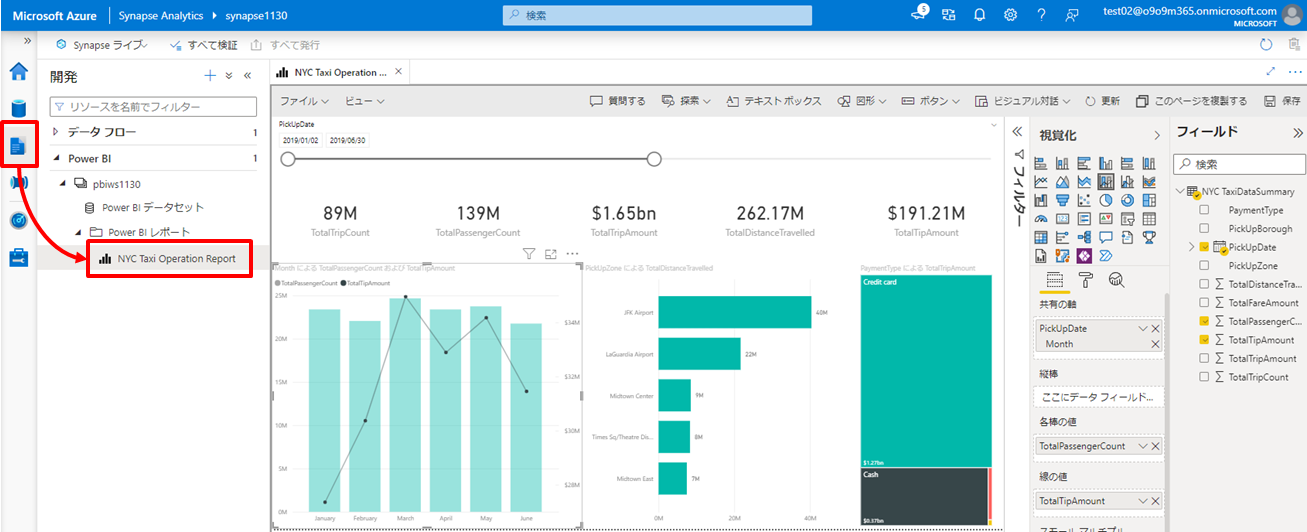 Microsoft Azure
Synapse Analytics
synapse1130
検索
5
test02@o9o9m365.onmicrosoft.com
MICROSOFT
Synapse ライブ
すべて検証
すべて発行
開発
リソースを名前でフィルター
データ フロー 1
Power BI 1
pbiws1130
Power BI データセット
Power BI レポート
NYC Taxi Operation Report
NYC Taxi Operation ...
ファイル
ビュー
質問する
探索
テキスト ボックス
図形
ボタン
ビジュアル対話
更新
このページを複製する
保存
PickUpDate
2019/01/02 2019/06/30
89M
TotalTripCount
139M
TotalPassengerCount
$1.65bn
TotalTripAmount
262.17M
TotalDistanceTravelled
$191.21M
TotalTipAmount
Month による TotalPassengerCount および TotalTipAmount
TotalPassengerCount TotalTipAmount
25M
20M
15M
10M
5M
0M
$34M
$32M
$30M
$28M
January February March April May June
PickUpZone による TotalDistanceTravelled
JFK Airport 40M
LaGuardia Airport 22M
Midtown Center 9M
Times Sq/Theatre Dis... 8M
Midtown East 7M
0M 20M 40M
PaymentType による TotalTripAmount
Credit card
$1.27bn
Cash
$0.37bn
フィルター
視覚化
共有の軸
PickUpDate
Month
縦棒
ここにデータ フィールド...
各棒の値
TotalPassengerCount
線の値
TotalTipAmount
スモール マルチプル
フィールド
検索
NYC TaxiDataSummary
PaymentType
PickUpBorough
PickUpDate
PickUpZone
TotalDistanceTra...
TotalFareAmount
TotalPassengerC...
TotalTipAmount
TotalTripAmount
TotalTripCount